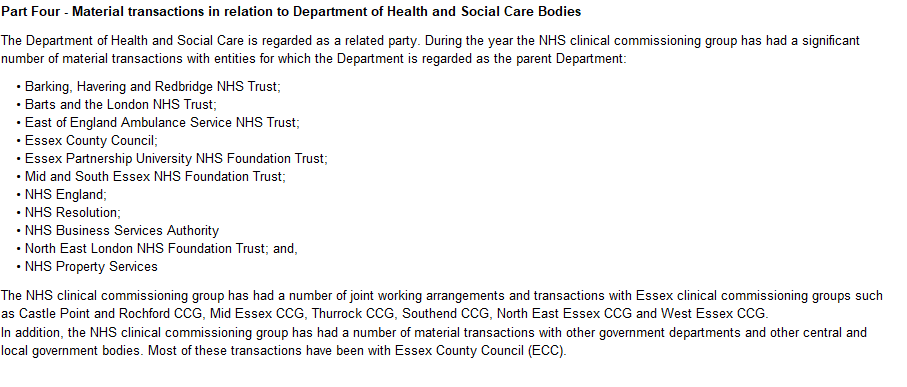 Part Four - Material transactions in relation to Department of Health and Social Care Bodies
The Department of Health and Social Care is regarded as a related party. During the year the NHS clinical commissioning group has had a significant
number of material transactions with entities for which the Department is regarded as the parent Department:
• Barking, Havering and Redbridge NHS Trust;
• Barts and the London NHS Trust;
• East of England Ambulance Service NHS Trust;
• Essex County Council;
• Essex Partnership University NHS Foundation Trust;
• Mid and South Essex NHS Foundation Trust;
• NHS England;
• NHS Resolution;
• NHS Business Services Authority
• North East London NHS Foundation Trust; and,
• NHS Property Services
The NHS clinical commissioning group has had a number of joint working arrangements and transactions with Essex clinical commissioning groups such
as Castle Point and Rochford CCG, Mid Essex CCG, Thurrock CCG, Southend CCG, North East Essex CCG and West Essex CCG.
In addition, the NHS clinical commissioning group has had a number of material transactions with other government departments and other central and
local government bodies. Most of these transactions have been with Essex County Council (ECC).